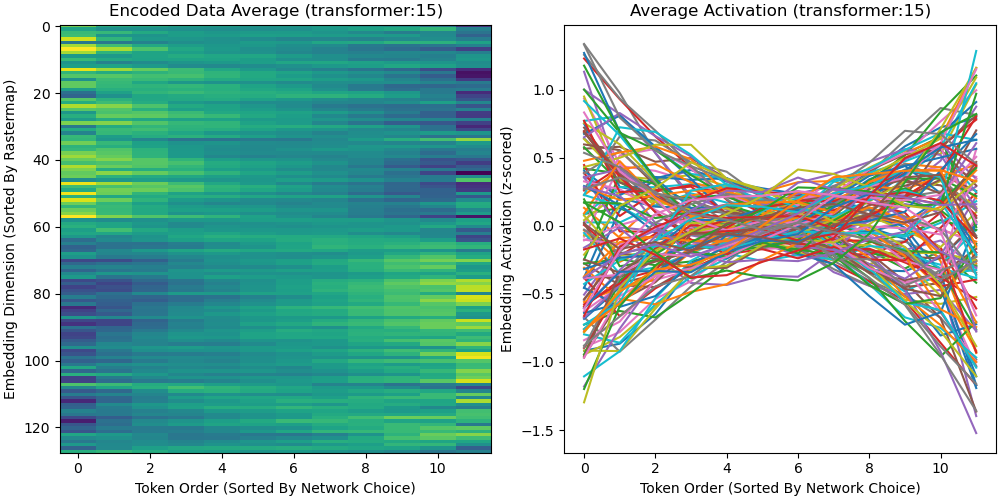 Encoded Data Average (transformer:15)
Embedding Dimension (Sorted By Rastermap)
0
20
40
60
80
100
120
0 2 4 6 8 10
Token Order (Sorted By Network Choice)
Average Activation (transformer:15)
Embedding Activation (z-scored)
1.0
0.5
0.0
−0.5
−1.0
−1.5
0 2 4 6 8 10
Token Order (Sorted By Network Choice)